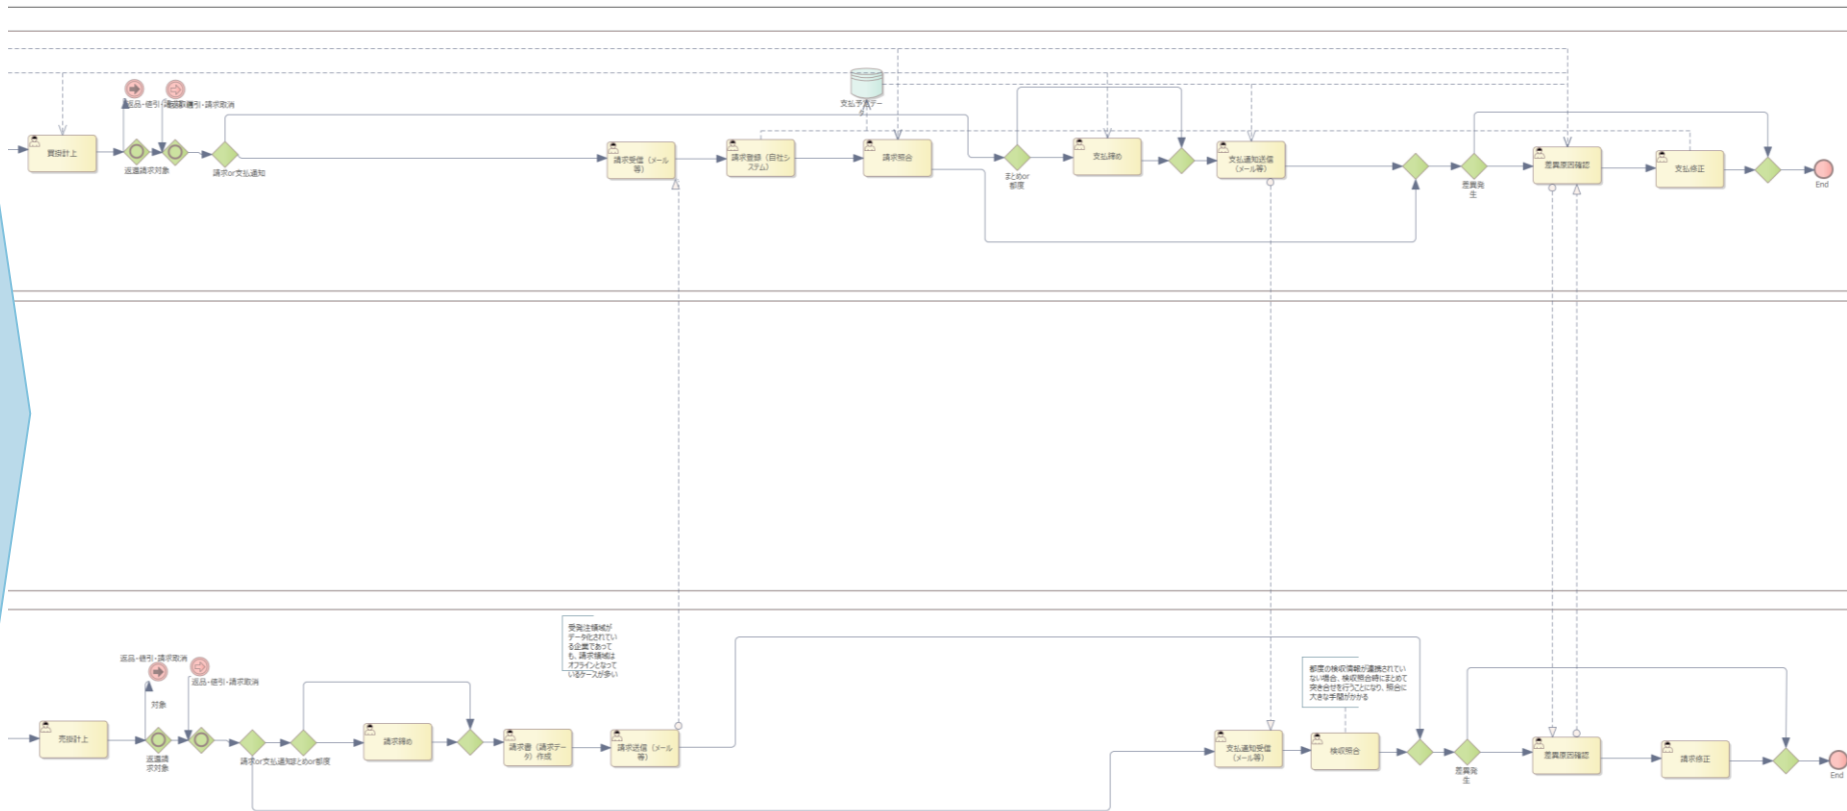 返品・値引・請求取消
支払予定デー
タ
買掛計上
返還請求対象
請求or支払通知
請求受信（メール
等）
請求登録（自社シ
ステム）
請求照合
まとめor
都度
支払締め
支払通知送信
（メール等）
差異発
生
差異原因確認
支払修正
End
受発注領域が
データ化されてい
る企業であって
も、請求領域は
オフラインとなって
いるケースが多い
返品・値引・請求取消
返品・値引・請求取消
対象
都度の検収情報が連携されてい
ない場合、検収照合時にまとめて
突き合せを行うことになり、照合に
大きな手間がかかる
売掛計上
返還請
求対象
請求or支払通知
まとめor都度
請求締め
請求書（請求デー
タ）作成
請求送信（メール
等）
支払通知受信
（メール等）
検収照合
差異発
生
差異原因確認
請求修正
End